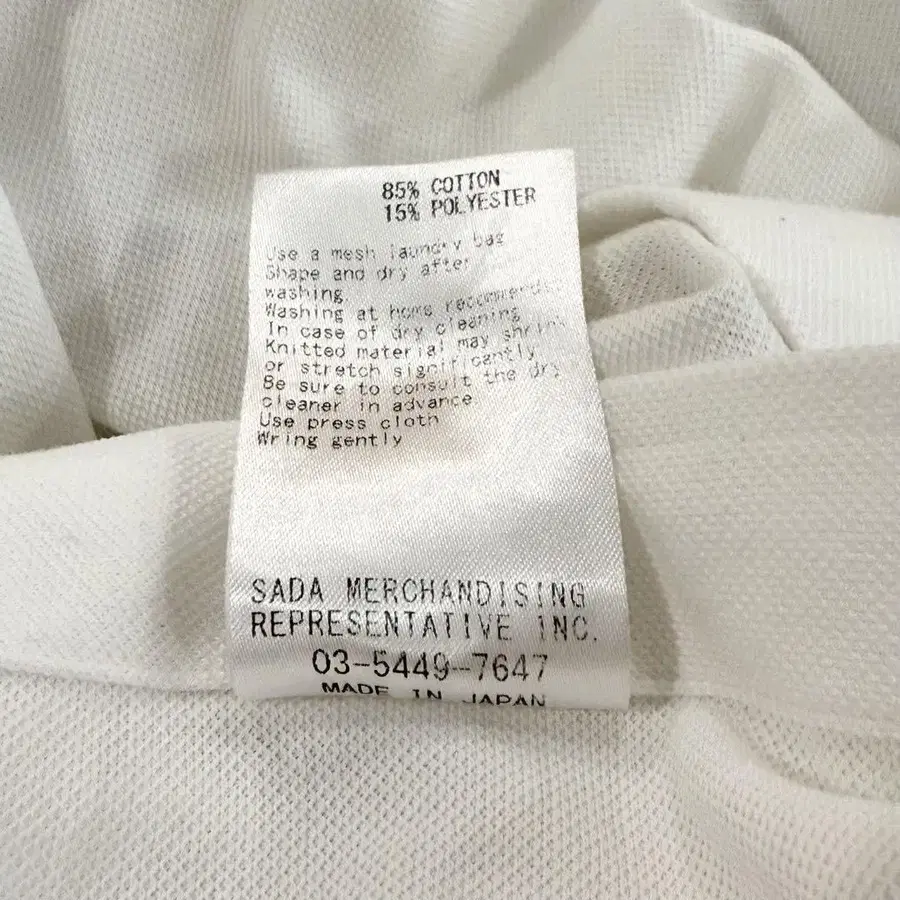 85% COTTON
15% POLYESTER
Use a mesh laundry bag
Shape and dry after
washing.
Washing at home recommended
In case of dry cleaning
Knitted material may shrink
or stretch significantly
Be sure to consult the dry
cleaner in advance
Use press cloth
Wring gently
SADA MERCHANDISING
REPRESENTATIVE INC.
03-5449-7647
MADE IN JAPAN